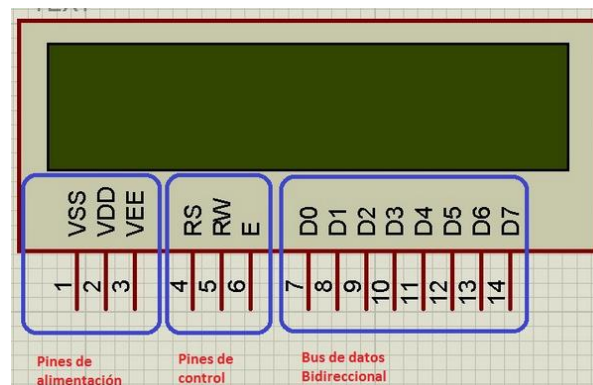 VSS
VDD
VEE
RS
RW
E
D0
D1
D2
D3
D4
D5
D6
D7
1
2
3
4
5
6
7
8
9
10
11
12
13
14
Pines de
alimentación
Pines de
control
Bus de datos
Bidireccional